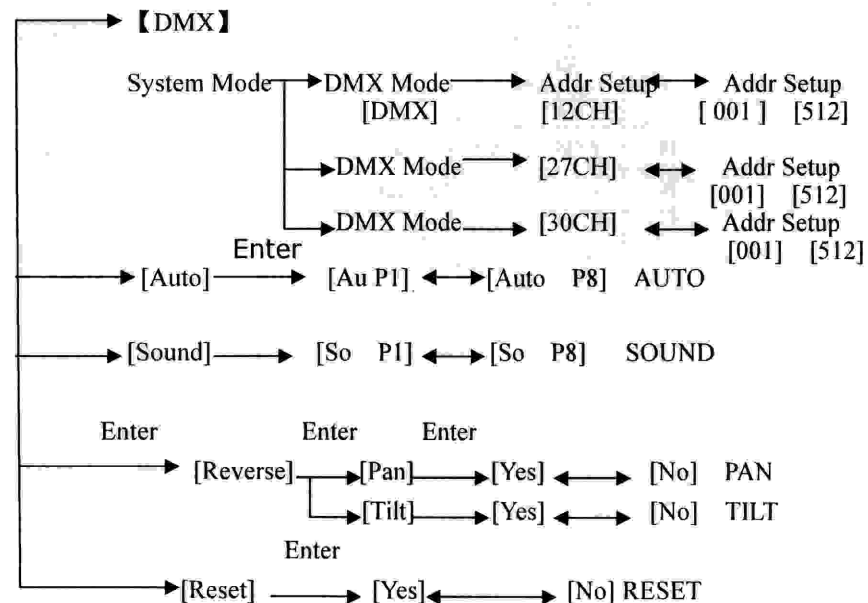 【DMX】
System Mode DMX Mode Addr Setup Addr Setup
[DMX] [12CH] [ 001 ] [512]
DMX Mode [27CH] Addr Setup
[001] [512]
DMX Mode [30CH] Addr Setup
[001] [512]
Enter
[Auto] [Au P1] [Auto P8] AUTO
[Sound] [So P1] [So P8] SOUND
Enter Enter Enter
[Reverse] [Pan] [Yes] [No] PAN
[Tilt] [Yes] [No] TILT
Enter
[Reset] [Yes] [No] RESET